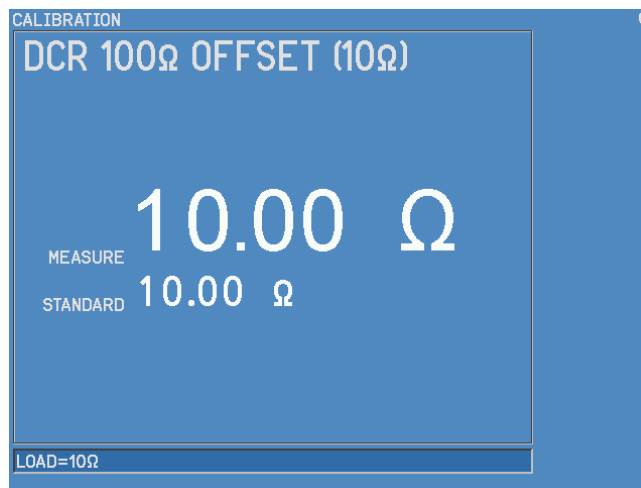 CALIBRATION
DCR 100Ω OFFSET (10Ω)
MEASURE 10.00 Ω
STANDARD 10.00 Ω
LOAD=10Ω